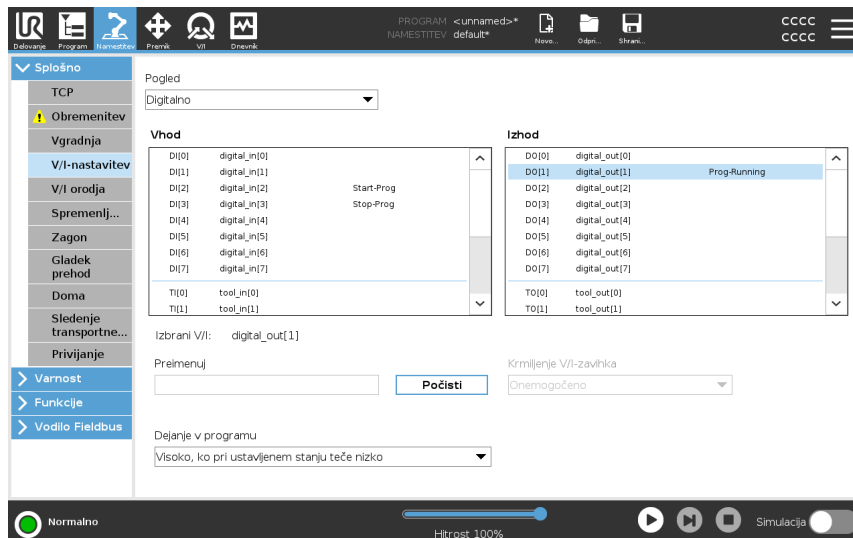 PROGRAM <unnamed>*
NAMESTITEV default*
CCCC
CCCC
Delovanje Program Namestitev Premik V/I Dnevnik Novo... Odpri... Shrani...
Splošno
TCP
Obremenitev
Vgradnja
V/I-nastavitev
V/I orodja
Spremenlj...
Zagon
Gladek
prehod
Doma
Sledenje
transportne...
Privijanje
Varnost
Funkcije
Vodilo Fieldbus
Pogled
Digitalno
Vhod
DI[0] digital_in[0]
DI[1] digital_in[1]
DI[2] digital_in[2] Start-Prog
DI[3] digital_in[3] Stop-Prog
DI[4] digital_in[4]
DI[5] digital_in[5]
DI[6] digital_in[6]
DI[7] digital_in[7]
TI[0] tool_in[0]
TI[1] tool_in[1]
Izhod
DO[0] digital_out[0]
DO[1] digital_out[1] Prog-Running
DO[2] digital_out[2]
DO[3] digital_out[3]
DO[4] digital_out[4]
DO[5] digital_out[5]
DO[6] digital_out[6]
DO[7] digital_out[7]
TO[0] tool_out[0]
TO[1] tool_out[1]
Izbrani V/I: digital_out[1]
Preimenuj
Počisti
Krmiljenje V/I-zavihka
Onemogočeno
Dejanje v programu
Visoko, ko pri ustavljenem stanju teče nizko
Normalno
Hitrost 100%
Simulacija